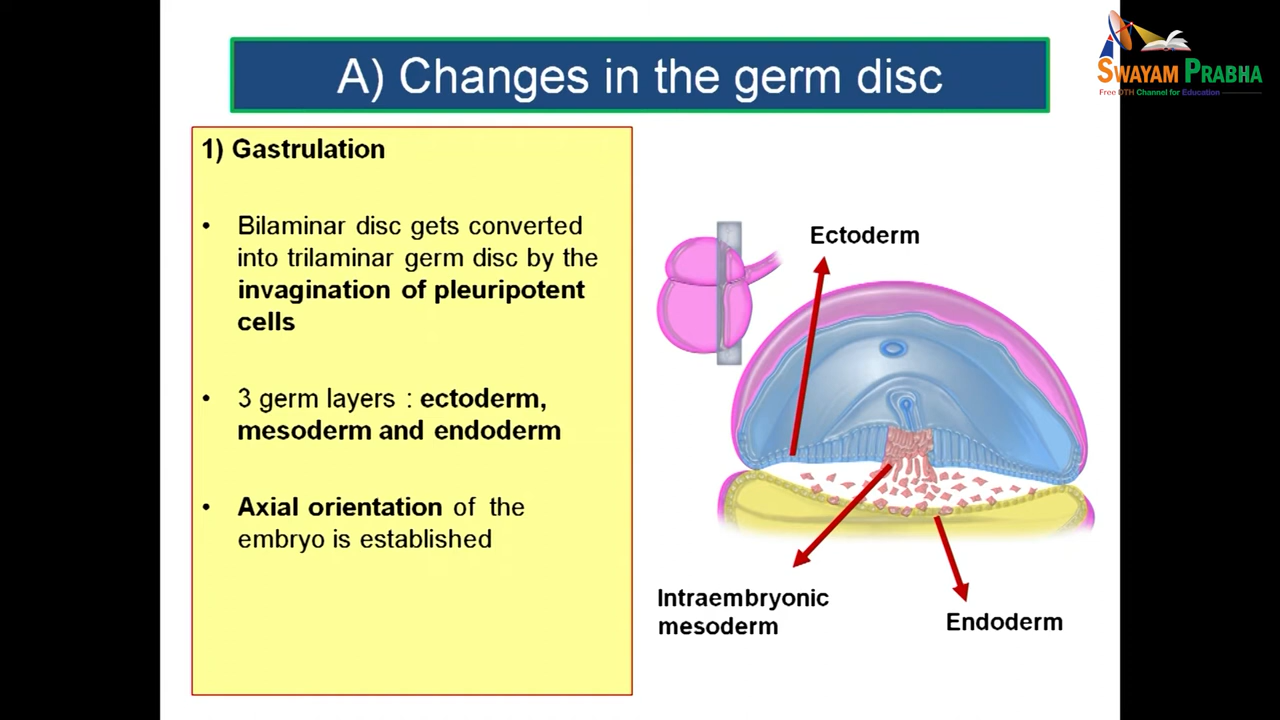 A) Changes in the germ disc
SWAYAM PRABHA
Free DTH Channel for Education
1) Gastrulation
• Bilaminar disc gets converted
into trilaminar germ disc by the
invagination of pleuripotent
cells
• 3 germ layers : ectoderm,
mesoderm and endoderm
• Axial orientation of the
embryo is established
Ectoderm
Intraembryonic
mesoderm
Endoderm